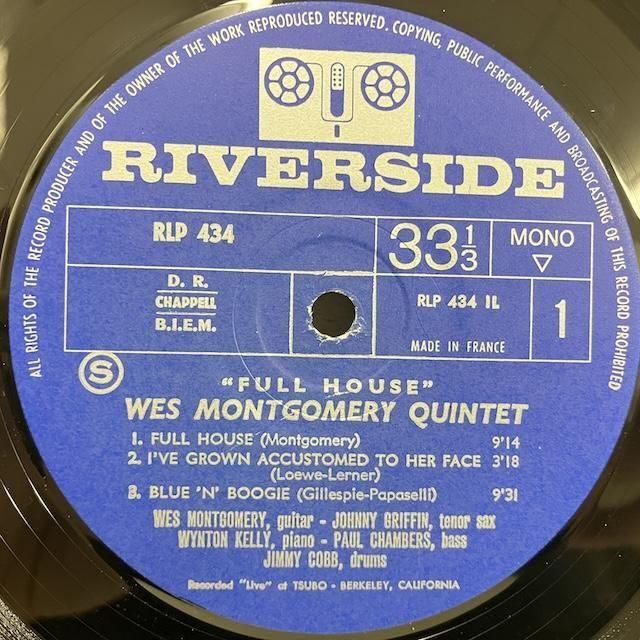 ALL RIGHTS OF THE RECORD PRODUCER AND OF THE OWNER OF THE WORK REPRODUCED RESERVED. COPYING, PUBLIC PERFORMANCE AND BROADCASTING OF THIS RECORD PROHIBITED
RIVERSIDE
RLP 434
33 1/3
MONO
D. R.
CHAPPELL
B.I.E.M.
RLP 434 1L
1
MADE IN FRANCE
S
"FULL HOUSE"
WES MONTGOMERY QUINTET
1. FULL HOUSE (Montgomery) 9'14
2. I'VE GROWN ACCUSTOMED TO HER FACE 3'18
(Loewe-Lerner)
3. BLUE 'N' BOOGIE (Gillespie-Papaselli) 9'31
WES MONTGOMERY, guitar - JOHNNY GRIFFIN, tenor sax
WYNTON KELLY, piano - PAUL CHAMBERS, bass
JIMMY COBB, drums
Recorded "Live" at TSUBO - BERKELEY, CALIFORNIA